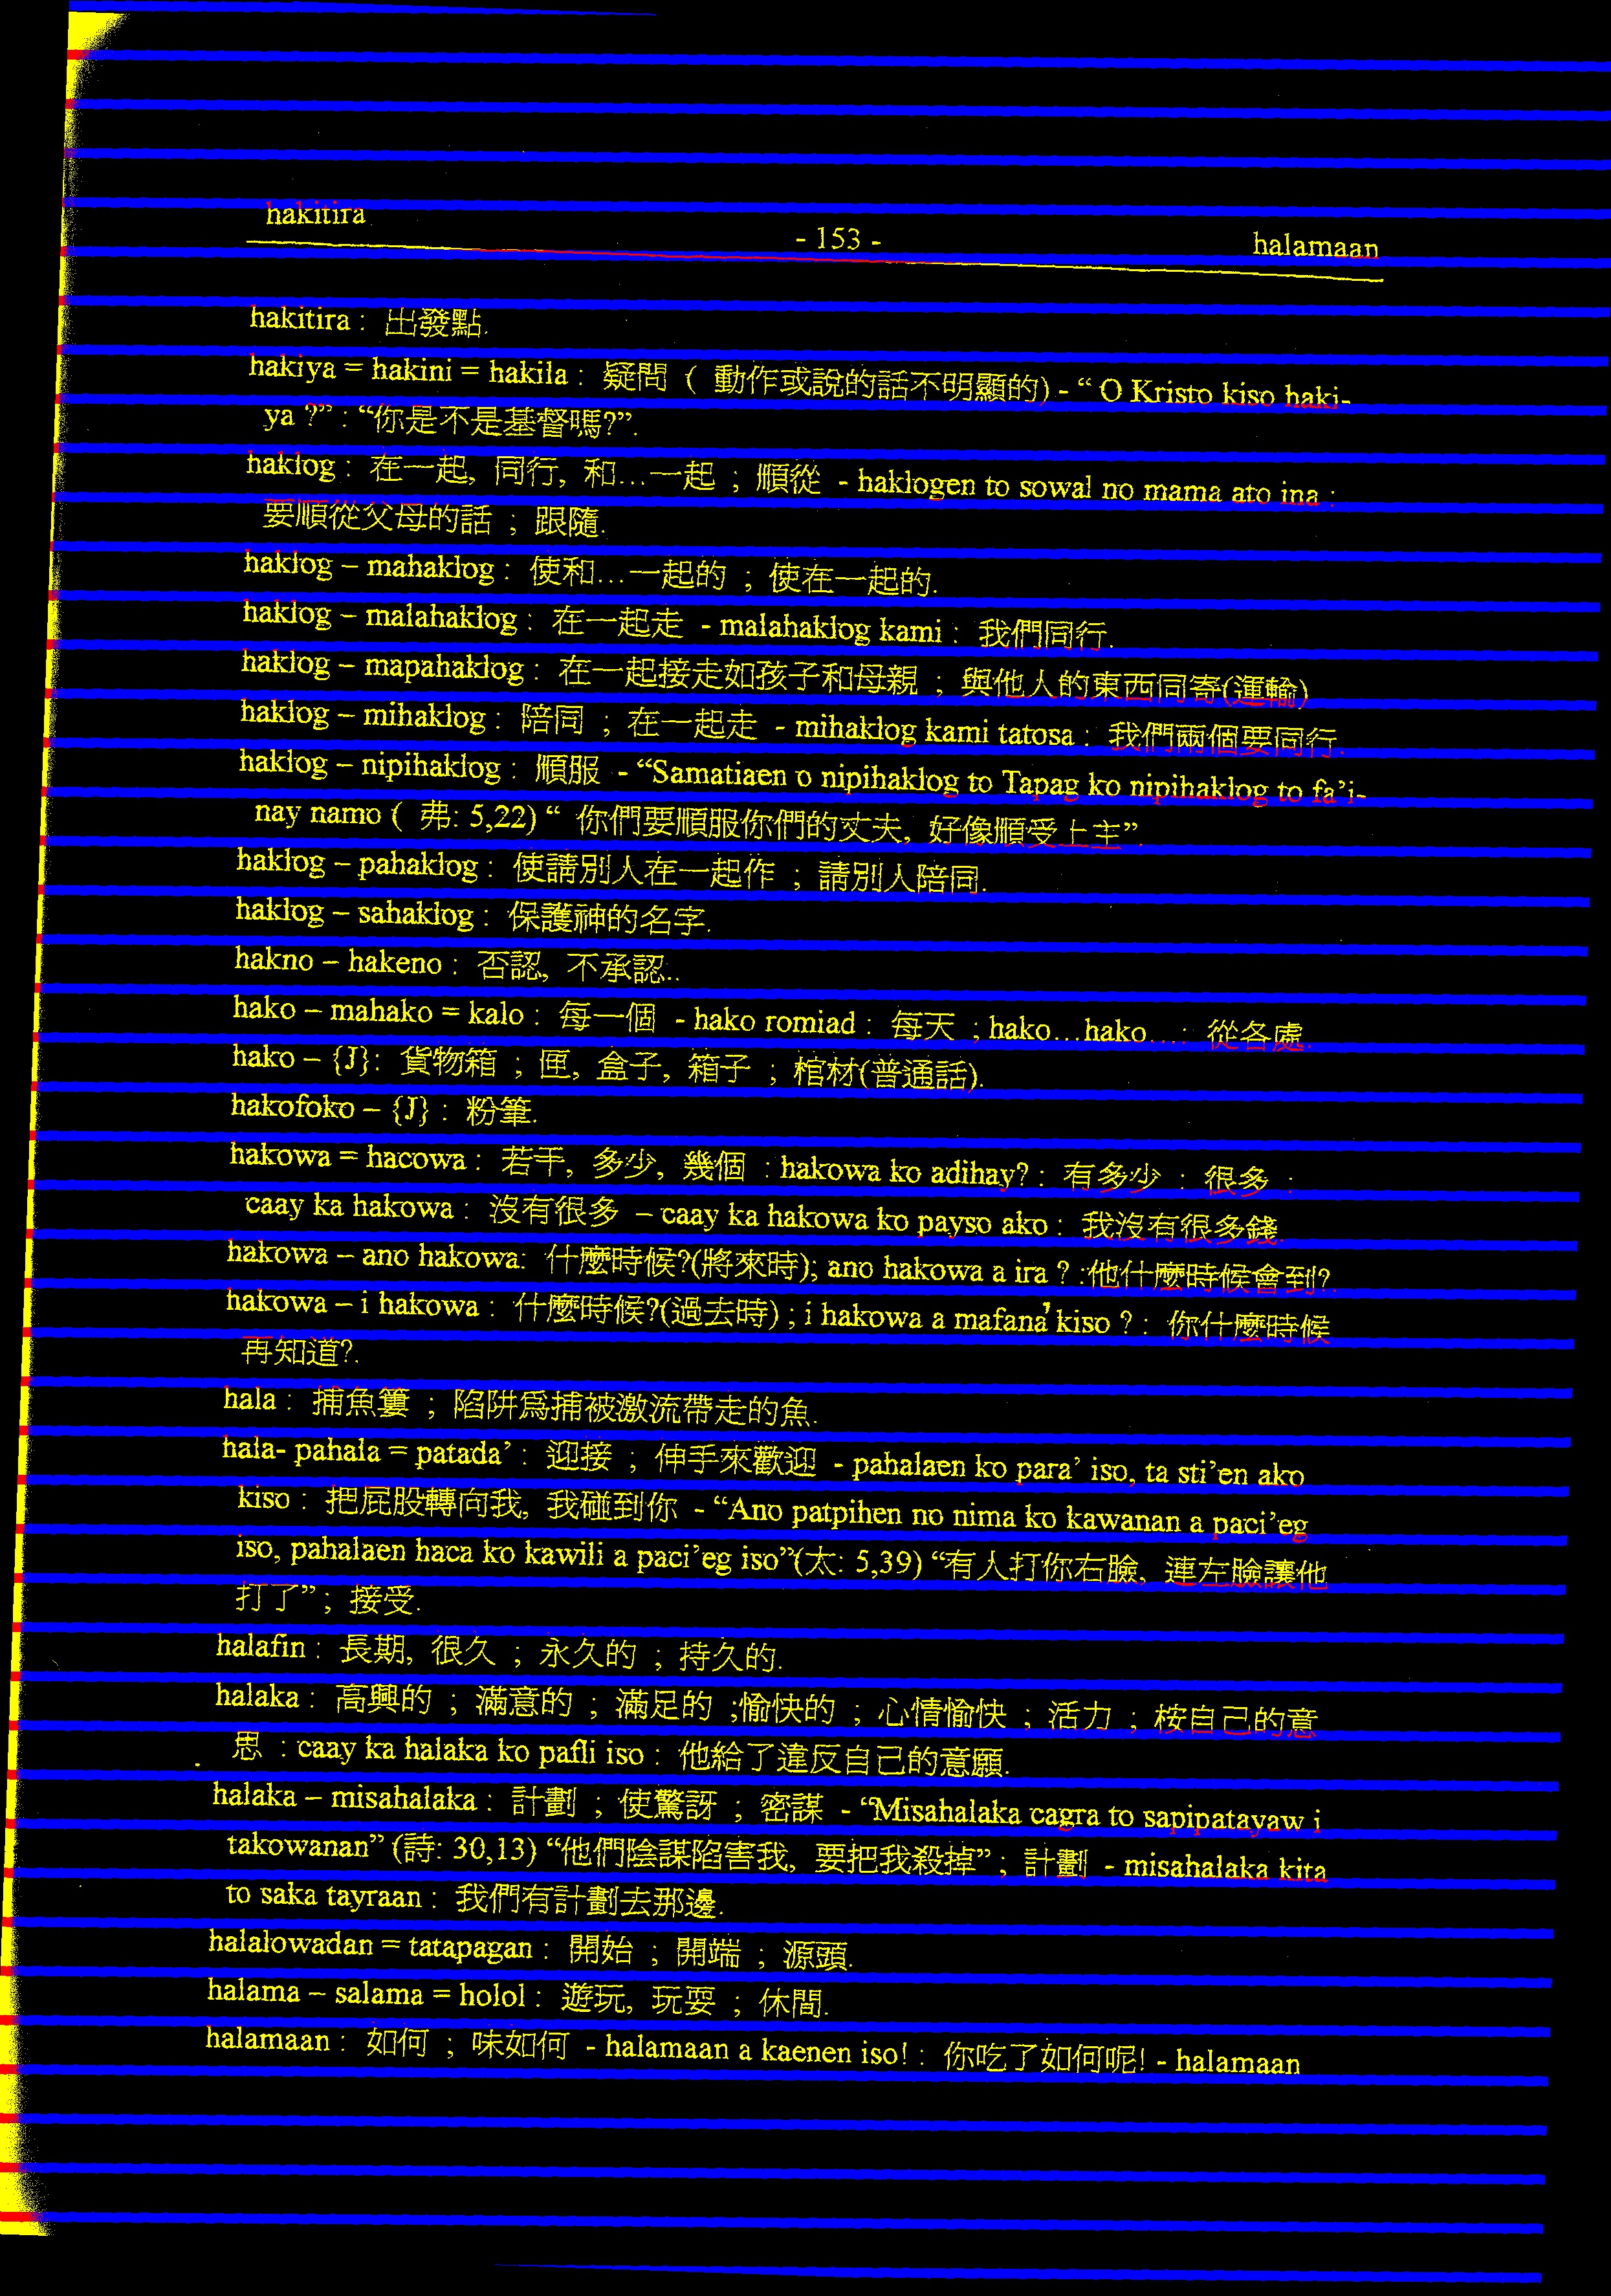 hakitira
- 153 -
halamaan
hakitira : 出發點.
hakiya = hakini = hakila : 疑問 ( 動作或說的話不明顯的) - “ O Kristo kiso haki-
ya ?” : “你是不是基督嗎?”.
haklog : 在一起, 同行, 和...一起 ; 順從 - haklogen to sowal no mama ato ina :
要順從父母的話 ; 跟隨.
haklog – mahaklog : 使和...一起的 ; 使在一起的.
haklog – malahaklog : 在一起走 - malahaklog kami : 我們同行.
haklog – mapahaklog : 在一起接走如孩子和母親 ; 與他人的東西同寄(運輸)
haklog – mihaklog : 陪同 ; 在一起走 - mihaklog kami tatosa : 我們兩個要同行.
haklog – nipihaklog : 順服 - “Samatiaen o nipihaklog to Tapag ko nipihaklog to fa’i-
nay namo ( 弗: 5,22) “ 你們要順服你們的丈夫, 好像順受上主”.
haklog – pahaklog : 使請別人在一起作 ; 請別人陪同.
haklog – sahaklog : 保護神的名字.
hakno – hakeno : 否認, 不承認..
hako – mahako = kalo : 每一個 - hako romiad : 每天 ; hako...hako... : 從各處.
hako – {J}: 貨物箱 ; 匣, 盒子, 箱子 ; 棺材(普通話).
hakofoko – {J} : 粉筆.
hakowa = hacowa : 若干, 多少, 幾個 : hakowa ko adihay? : 有多少 : 很多 :
caay ka hakowa : 沒有很多 – caay ka hakowa ko payso ako : 我沒有很多錢.
hakowa – ano hakowa: 什麼時候?(將來時); ano hakowa a ira ? :他什麼時候會到?.
hakowa – i hakowa : 什麼時候?(過去時) ; i hakowa a mafana’ kiso ? : 你什麼時候
再知道?.
hala : 捕魚簍 ; 陷阱爲捕被激流帶走的魚.
hala- pahala = patada’ : 迎接 ; 伸手來歡迎 - pahalaen ko para’ iso, ta sti’en ako
kiso : 把屁股轉向我, 我碰到你 - “Ano patpihen no nima ko kawanan a paci’eg
iso, pahalaen haca ko kawili a paci’eg iso”(太: 5,39) “有人打你右臉, 連左臉讓他
打了” ; 接受.
halafin : 長期, 很久 ; 永久的 ; 持久的.
halaka : 高興的 ; 滿意的 ; 滿足的 ;愉快的 ; 心情愉快 ; 活力 ; 桉自己的意
思 : caay ka halaka ko pafli iso : 他給了違反自己的意願.
halaka – misahalaka : 計劃 ; 使驚訝 ; 密謀 - “Misahalaka cagra to sapipatayaw i
takowanan” (詩: 30,13) “他們陰謀陷害我, 要把我殺掉” ; 計劃 - misahalaka kita
to saka tayraan : 我們有計劃去那邊.
halalowadan = tatapagan : 開始 ; 開端 ; 源頭.
halama – salama = holol : 遊玩, 玩耍 ; 休閒.
halamaan : 如何 ; 味如何 - halamaan a kaenen iso! : 你吃了如何呢! - halamaan